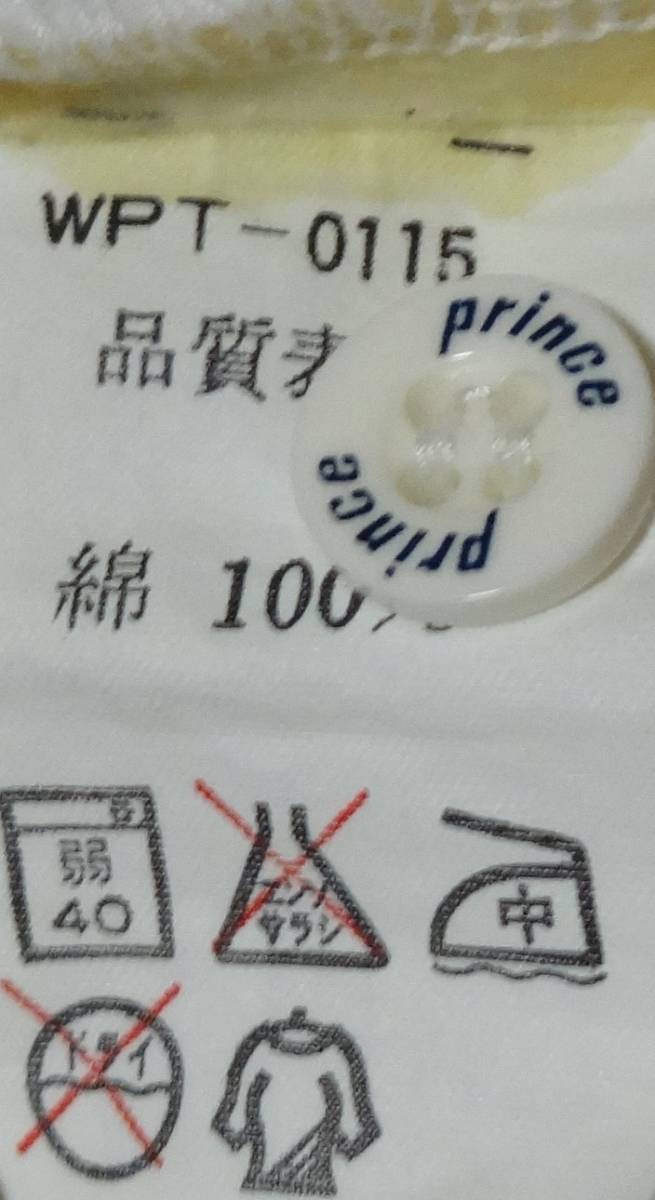 WPT-0115
prince
品質表
prince
綿 100%
弱
40
エンソ
サラシ
中
ドライ